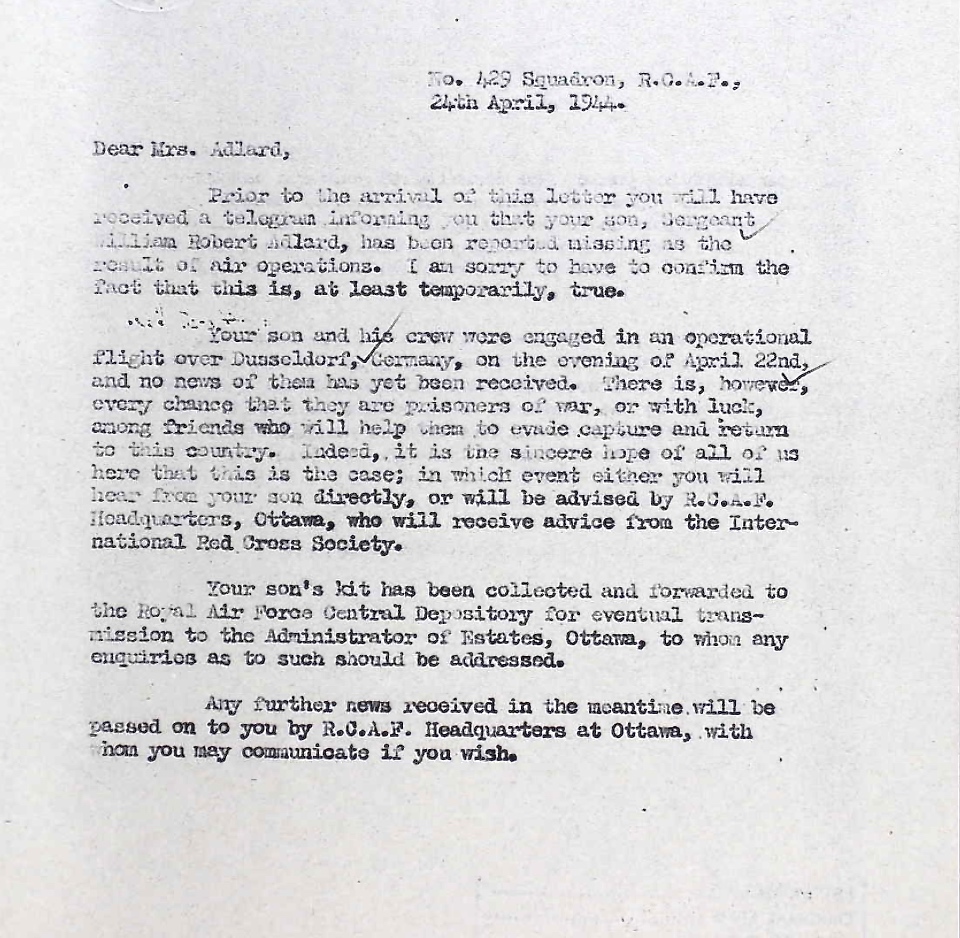 No. 429 Squadron, R.C.A.F.,
24th April, 1944.
Dear Mrs. Adlard,
Prior to the arrival of this letter you will have
received a telegram informing you that your son, Sergeant
William Robert Adlard, has been reported missing as the
result of air operations. I am sorry to have to confirm the
fact that this is, at least temporarily, true.
Your son and his crew were engaged in an operational
flight over Dusseldorf, Germany, on the evening of April 22nd,
and no news of them has yet been received. There is, however,
every chance that they are prisoners of war, or with luck,
among friends who will help them to evade capture and return
to this country. Indeed, it is the sincere hope of all of us
here that this is the case; in which event either you will
hear from your son directly, or will be advised by R.C.A.F.
Headquarters, Ottawa, who will receive advice from the Inter-
national Red Cross Society.
Your son's kit has been collected and forwarded to
the Royal Air Force Central Depository for eventual trans-
mission to the Administrator of Estates, Ottawa, to whom any
enquiries as to such should be addressed.
Any further news received in the meantime will be
passed on to you by R.C.A.F. Headquarters at Ottawa, with
whom you may communicate if you wish.